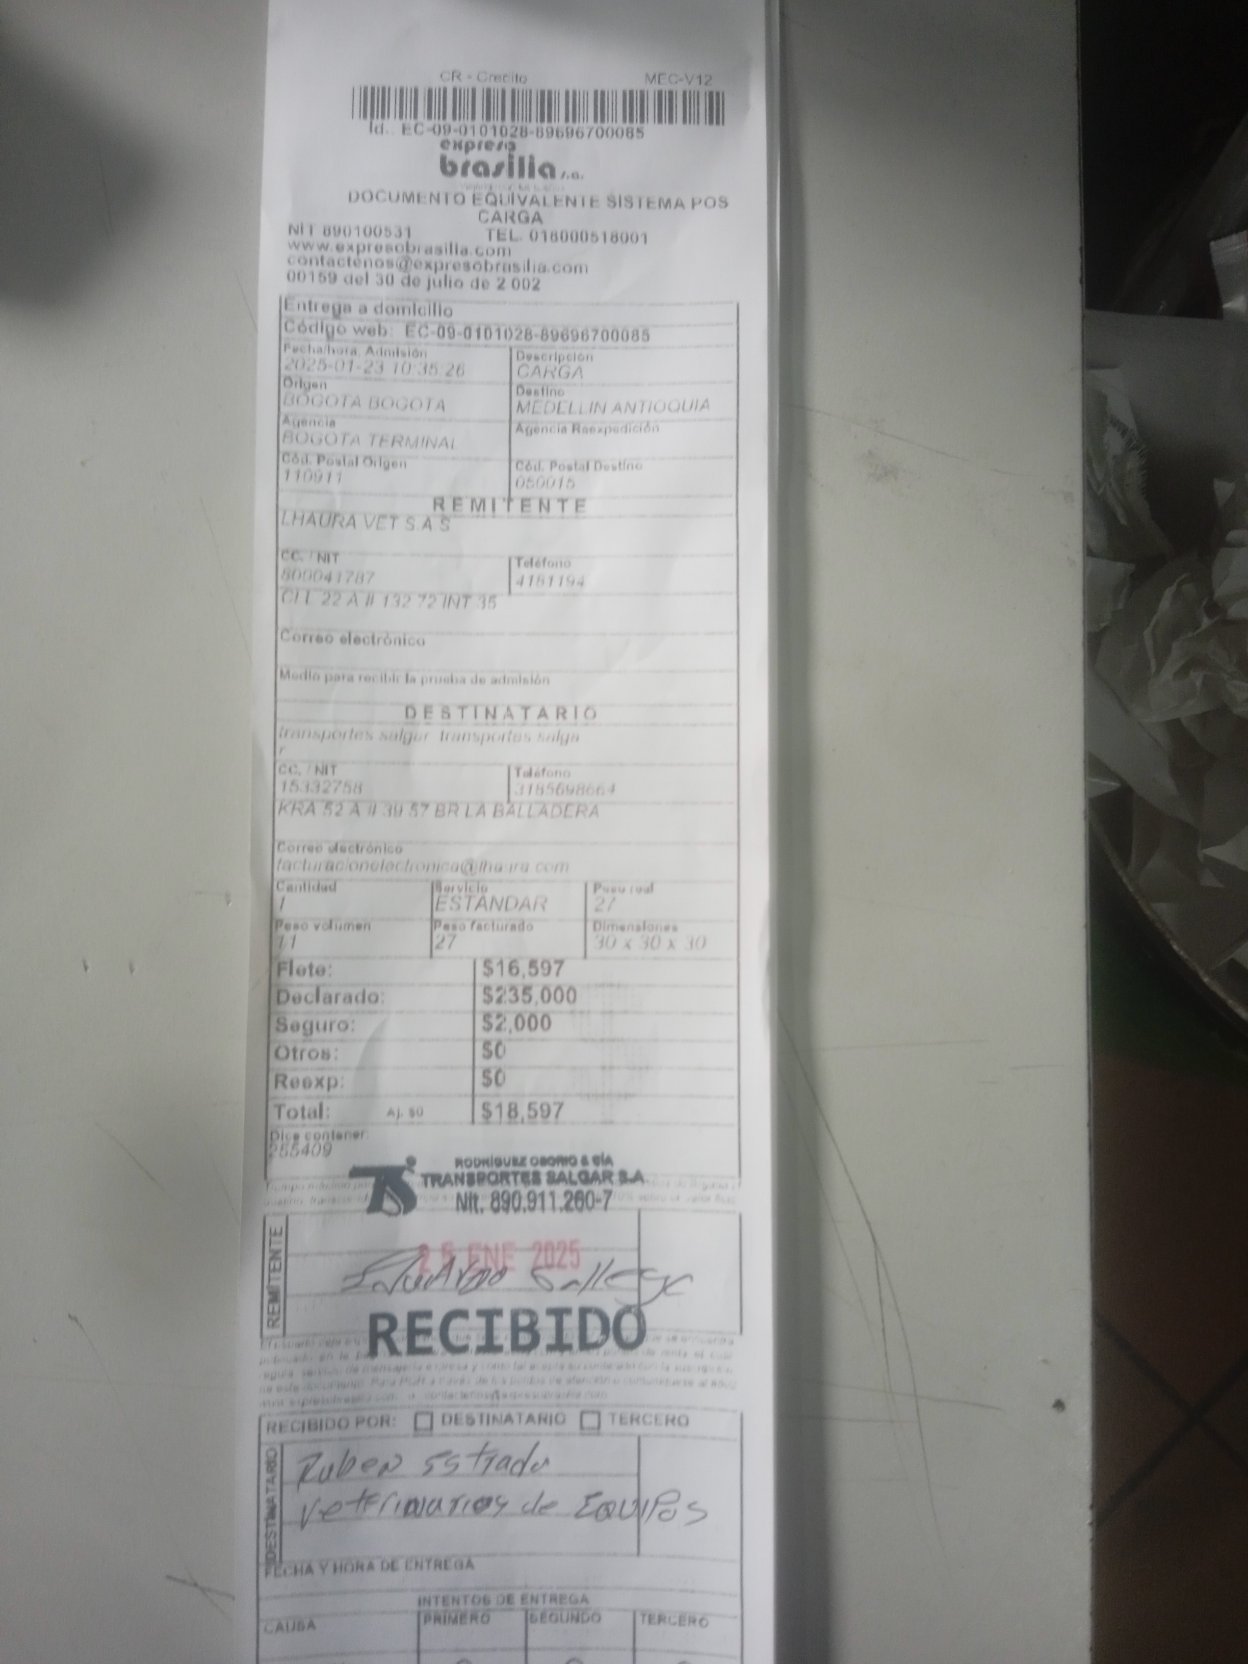 CR - Credito MEC-V12
Id.: EC-09-0101028-89696700085
expreso
brasilia s.a.
DOCUMENTO EQUIVALENTE SISTEMA POS
CARGA
NIT 890100531 TEL. 018000518001
www.expresobrasilia.com
contactenos@expresobrasilia.com
00159 del 30 de julio de 2 002
Entrega a domicilio
Código web: EC-09-0101028-89696700085
Fecha/hora Admisión Descripción
2025-01-23 10:35:26 CARGA
Origen Destino
BOGOTA BOGOTA MEDELLIN ANTIOQUIA
Agencia Agencia Reexpedición
BOGOTA TERMINAL
Cód. Postal Origen Cód. Postal Destino
110911 050015
REMITENTE
LHAURA VET S.A S
CC. / NIT Teléfono
800041787 4151194
CLL 22 A # 132 72 INT 35
Correo electrónico
Medio para recibir la prueba de admisión
DESTINATARIO
transportes salgar transportes salga
r
CC. / NIT Teléfono
15332758 3185698664
KRA 52 A # 39 57 BR LA BALLADERA
Correo electrónico
facturacionelectronica@lhaura.com
Cantidad Servicio Peso real
1 ESTANDAR 27
Peso volumen Peso facturado Dimensiones
11 27 30 x 30 x 30
Flete: $16,597
Declarado: $235,000
Seguro: $2,000
Otros: $0
Reexp: $0
Total: Aj. $0 $18,597
Dice contener:
255409
RODRÍGUEZ OSORIO & CÍA
TRANSPORTES SALGAR S.A
Nit. 890.911.260-7
REMITENTE
25 ENE 2025
RECIBIDO
RECIBIDO POR: DESTINATARIO TERCERO
DESTINATARIO
Ruben Estrada
Veterinarios de EQUIPOS
FECHA Y HORA DE ENTREGA
INTENTOS DE ENTREGA
CAUSA PRIMERO SEGUNDO TERCERO